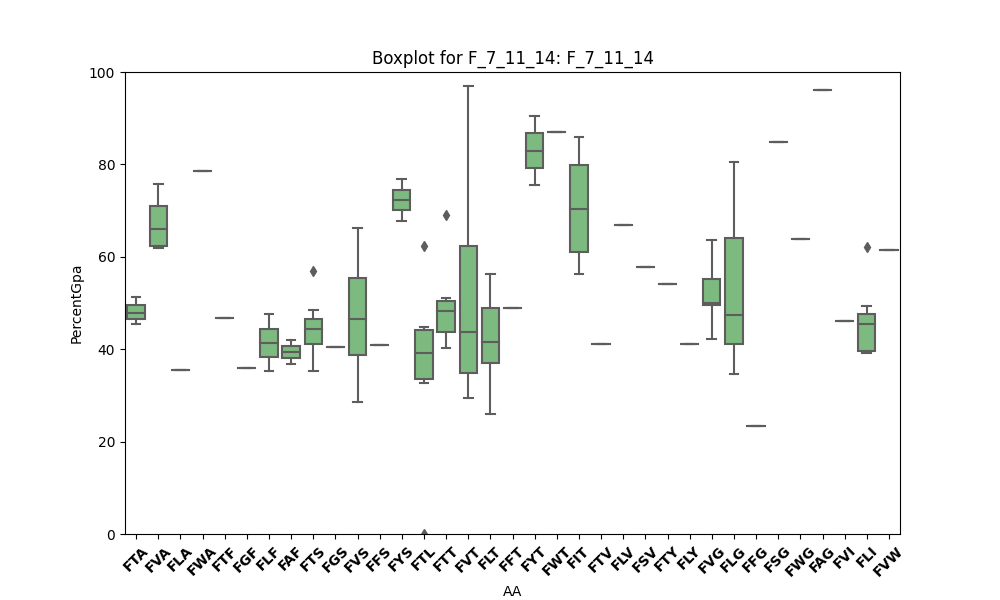 Boxplot for F_7_11_14: F_7_11_14
100
80
60
40
20
0
PercentGpa
FTA FVA FLA FWA FTF FGF FLF FAF FTS FGS FVS FFS FYS FTL FTT FVT FLT FFT FYT FWT FIT FTV FLV FSV FTY FLY FVG FLG FFG FSG FWG FAG FVI FLI FVW
AA